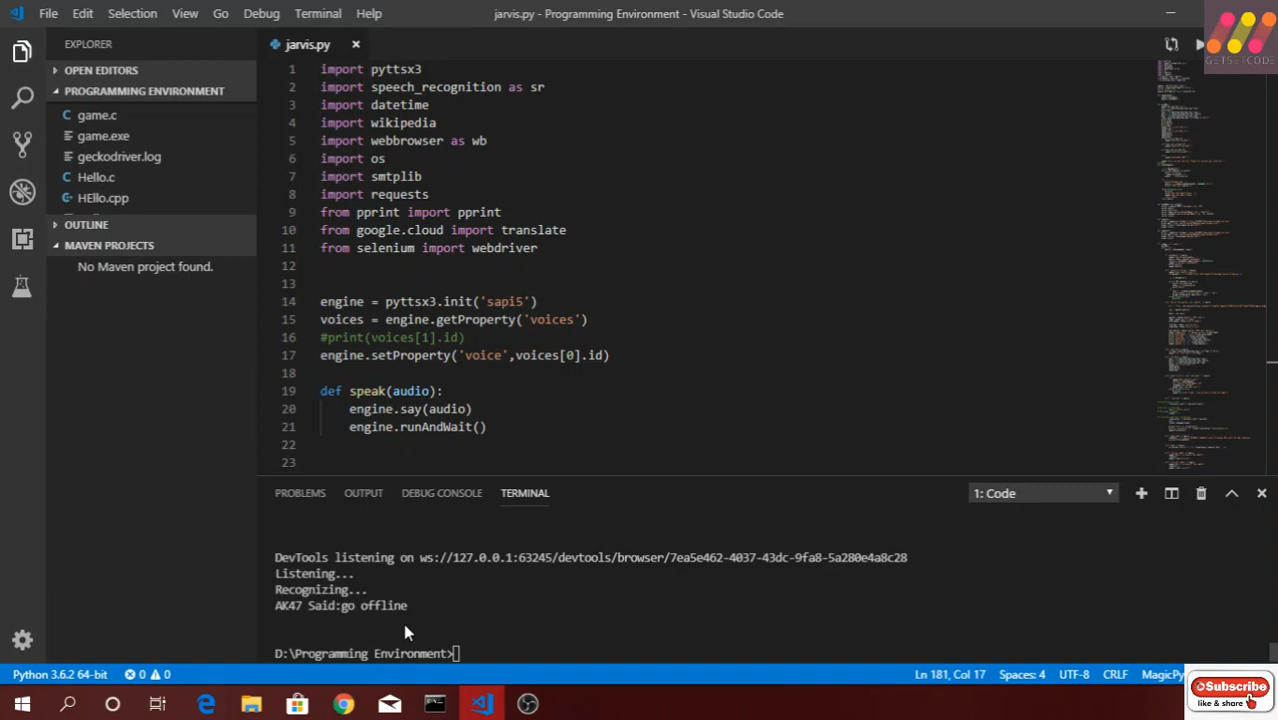 File Edit Selection View Go Debug Terminal Help
jarvis.py - Programming Environment - Visual Studio Code
GETSETCODE
EXPLORER
OPEN EDITORS
PROGRAMMING ENVIRONMENT
game.c
game.exe
geckodriver.log
Hello.c
HEllo.cpp
OUTLINE
MAVEN PROJECTS
No Maven project found.
jarvis.py
1 import pyttsx3
2 import speech_recognition as sr
3 import datetime
4 import wikipedia
5 import webbrowser as wb
6 import os
7 import smtplib
8 import requests
9 from pprint import pprint
10 from google.cloud import translate
11 from selenium import webdriver
12
13
14 engine = pyttsx3.init('sapi5')
15 voices = engine.getProperty('voices')
16 #print(voices[1].id)
17 engine.setProperty('voice',voices[0].id)
18
19 def speak(audio):
20 engine.say(audio)
21 engine.runAndWait()
22
23
PROBLEMS OUTPUT DEBUG CONSOLE TERMINAL
1: Code
DevTools listening on ws://127.0.0.1:63245/devtools/browser/7ea5e462-4037-43dc-9fa8-5a280e4a8c28
Listening...
Recognizing...
AK47 Said:go offline
D:\Programming Environment>
Python 3.6.2 64-bit 0 0 Ln 181, Col 17 Spaces: 4 UTF-8 CRLF MagicPy
Subscribe
like & share